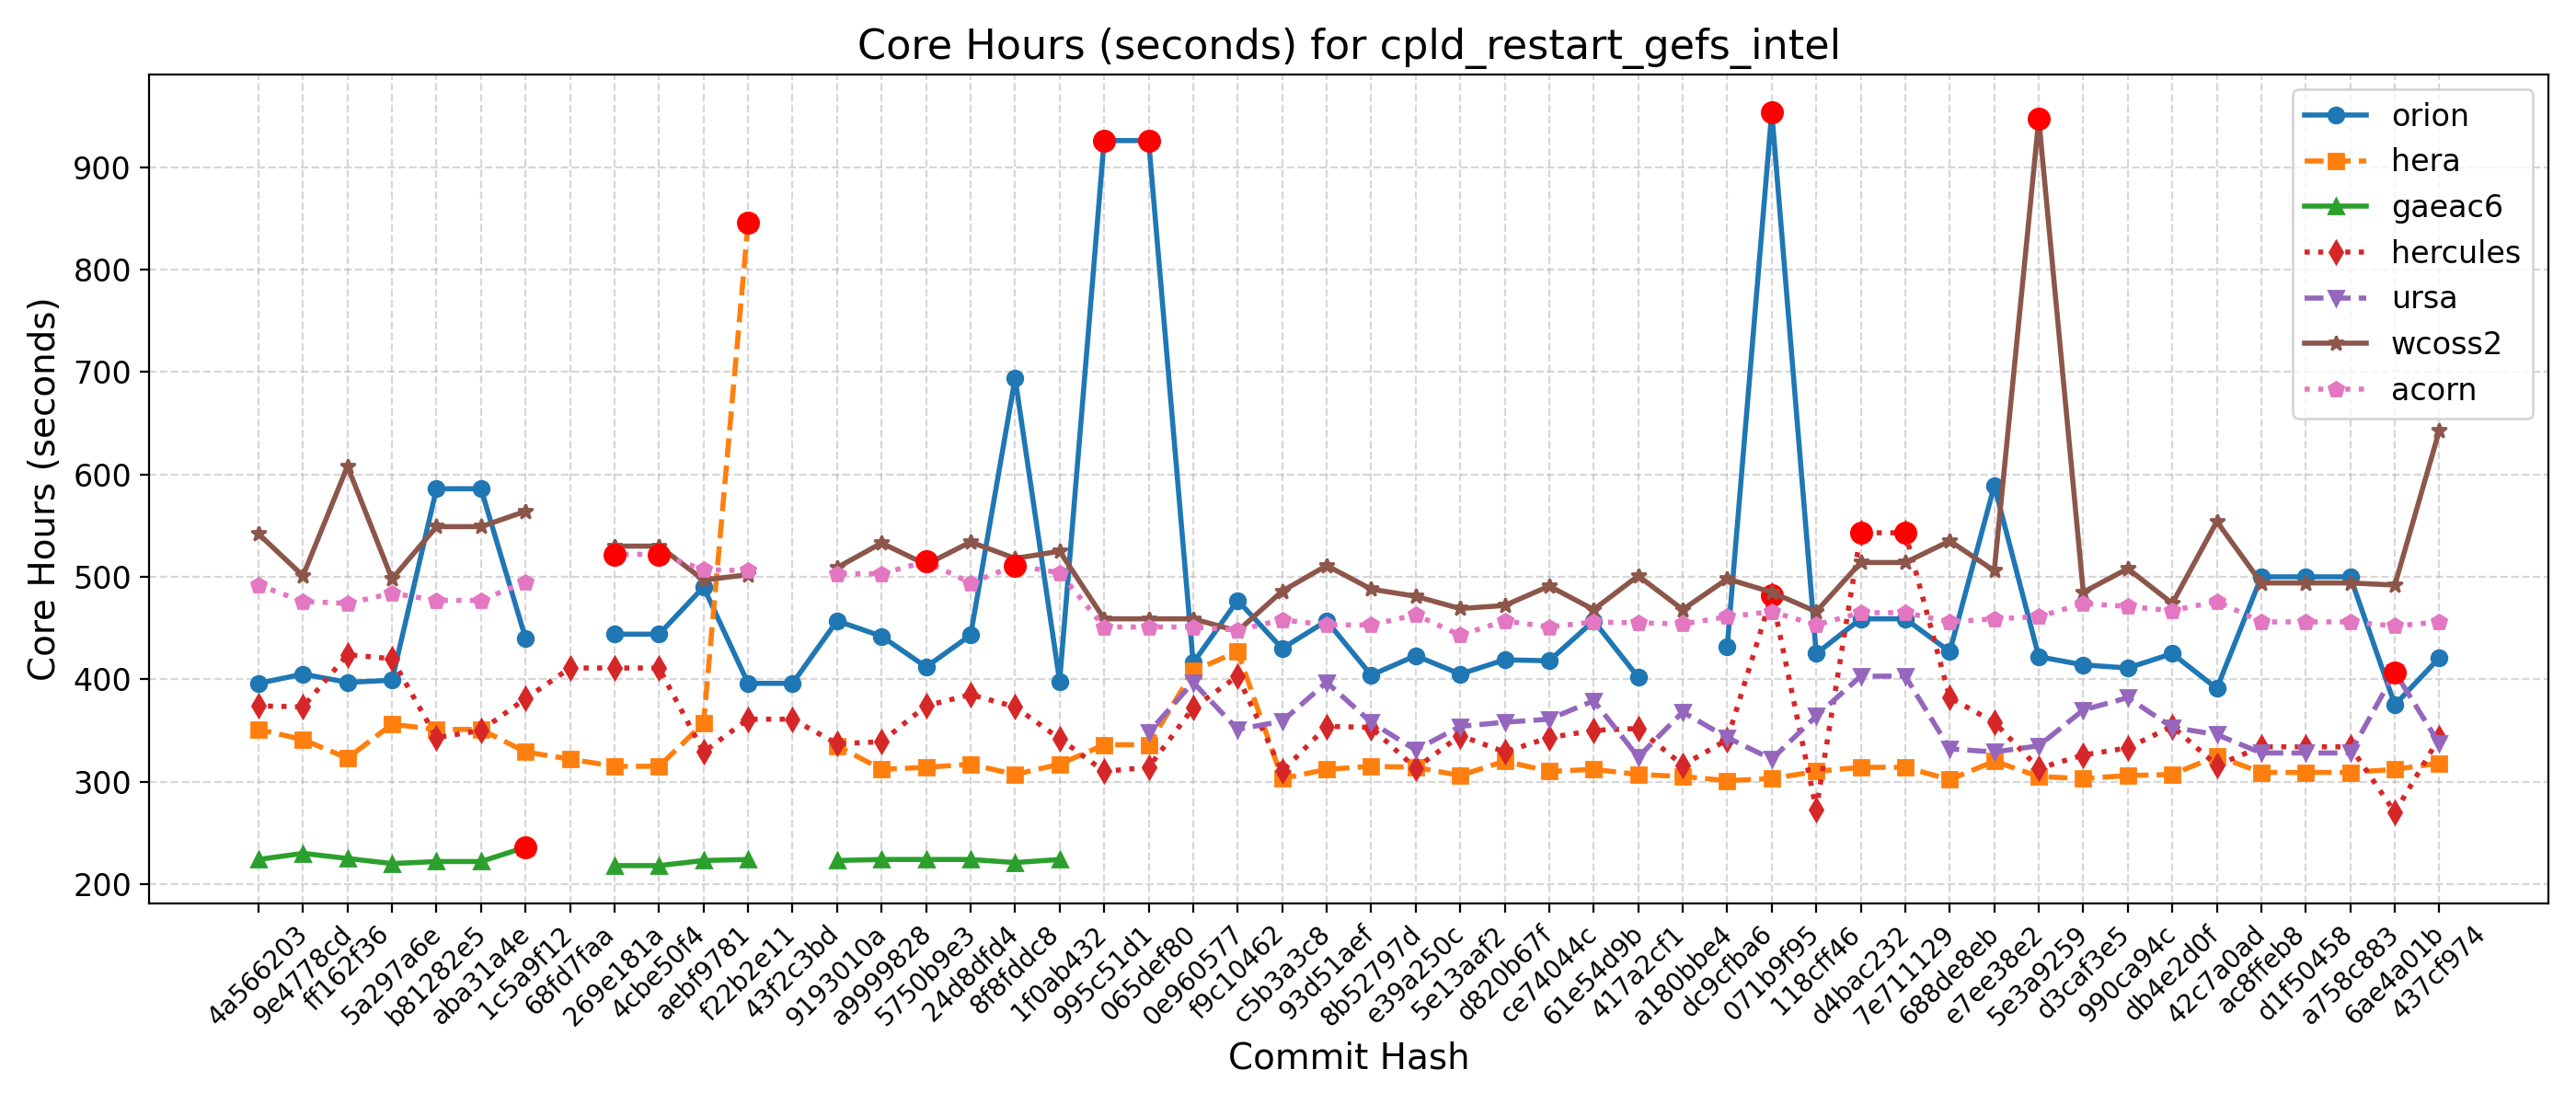 Core Hours (seconds) for cpld_restart_gefs_intel
Core Hours (seconds)
900
800
700
600
500
400
300
200
orion
hera
gaeac6
hercules
ursa
wcoss2
acorn
4a566203
9e4778cd
ff162f36
5a297a6e
b81282e5
aba31a4e
1c5a9f12
68fd7faa
269e181a
4cbe50f4
aebf9781
f22b2e11
43f2c3bd
9193010a
a9999828
5750b9e3
24d8dfd4
8f8fddc8
1f0ab432
995c51d1
065def80
0e960577
f9c10462
c5b3a3c8
93d51aef
8b52797d
e39a250c
5e13aaf2
d820b67f
ce74044c
61e54d9b
417a2cf1
a180bbe4
dc9cfba6
071b9f95
118cff46
d4bac232
7e711129
688de8eb
e7ee38e2
5e3a9259
d3caf3e5
990ca94c
db4e2d0f
42c7a0ad
ac8ffeb8
d1f50458
a758c883
6ae4a01b
437cf974
Commit Hash